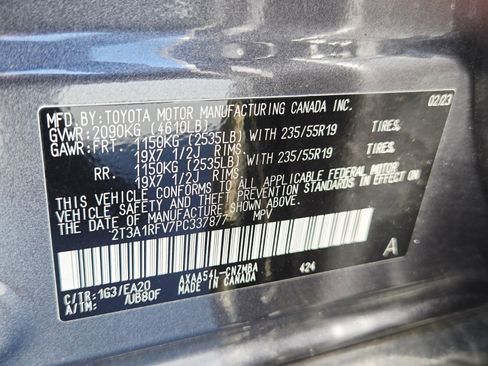 MFD.BY:TOYOTA MOTOR MANUFACTURING CANADA INC. 02/23
GVWR:2090KG (4610LB)
GAWR:FRT. 1150KG (2535LB) WITH 235/55R19 TIRES,
19X7 1/2J RIMS
RR. 1150KG (2535LB) WITH 235/55R19 TIRES,
19X7 1/2J RIMS
THIS VEHICLE CONFORMS TO ALL APPLICABLE FEDERAL MOTOR
VEHICLE SAFETY AND THEFT PREVENTION STANDARDS IN EFFECT ON
THE DATE OF MANUFACTURE SHOWN ABOVE.
2T3A1RFV7PC337877 MPV
A
C/TR:1G3/EA20 AXAA54L-CNZMBA 424
A/TM: /UB80F MADE IN CANADA